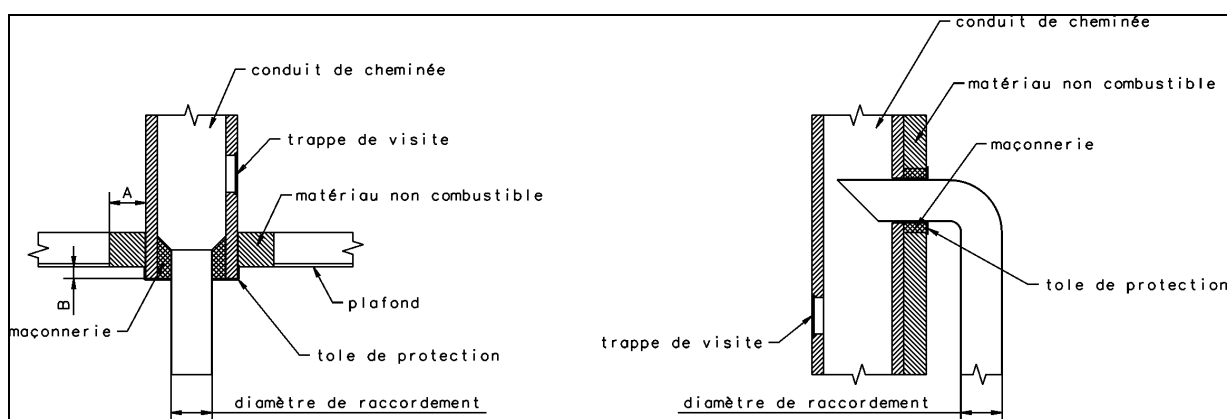 conduit de cheminée
trappe de visite
A
matériau non combustible
B
plafond
maçonnerie
tole de protection
diamètre de raccordement
conduit de cheminée
matériau non combustible
maçonnerie
tole de protection
trappe de visite
diamètre de raccordement